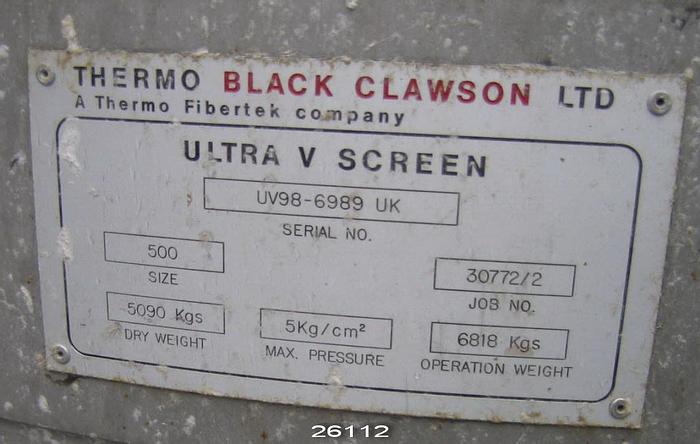 THERMO BLACK CLAWSON LTD
A Thermo Fibertek company
ULTRA V SCREEN
UV98-6989 UK
SERIAL NO.
500
SIZE
30772/2
JOB NO.
5090 Kgs
DRY WEIGHT
5Kg/cm²
MAX. PRESSURE
6818 Kgs
OPERATION WEIGHT
26112